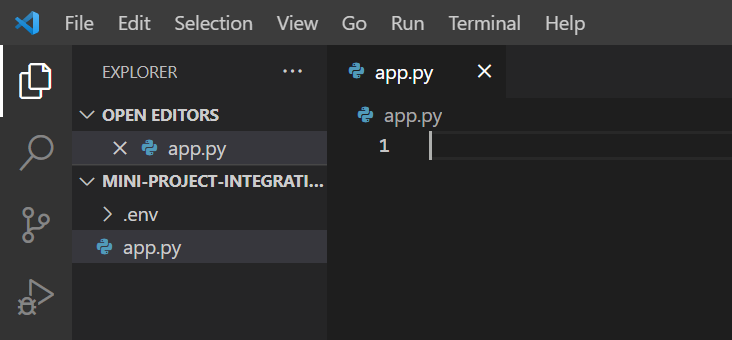 File Edit Selection View Go Run Terminal Help
EXPLORER ···
OPEN EDITORS
app.py
MINI-PROJECT-INTEGRATI...
.env
app.py
app.py
app.py
1